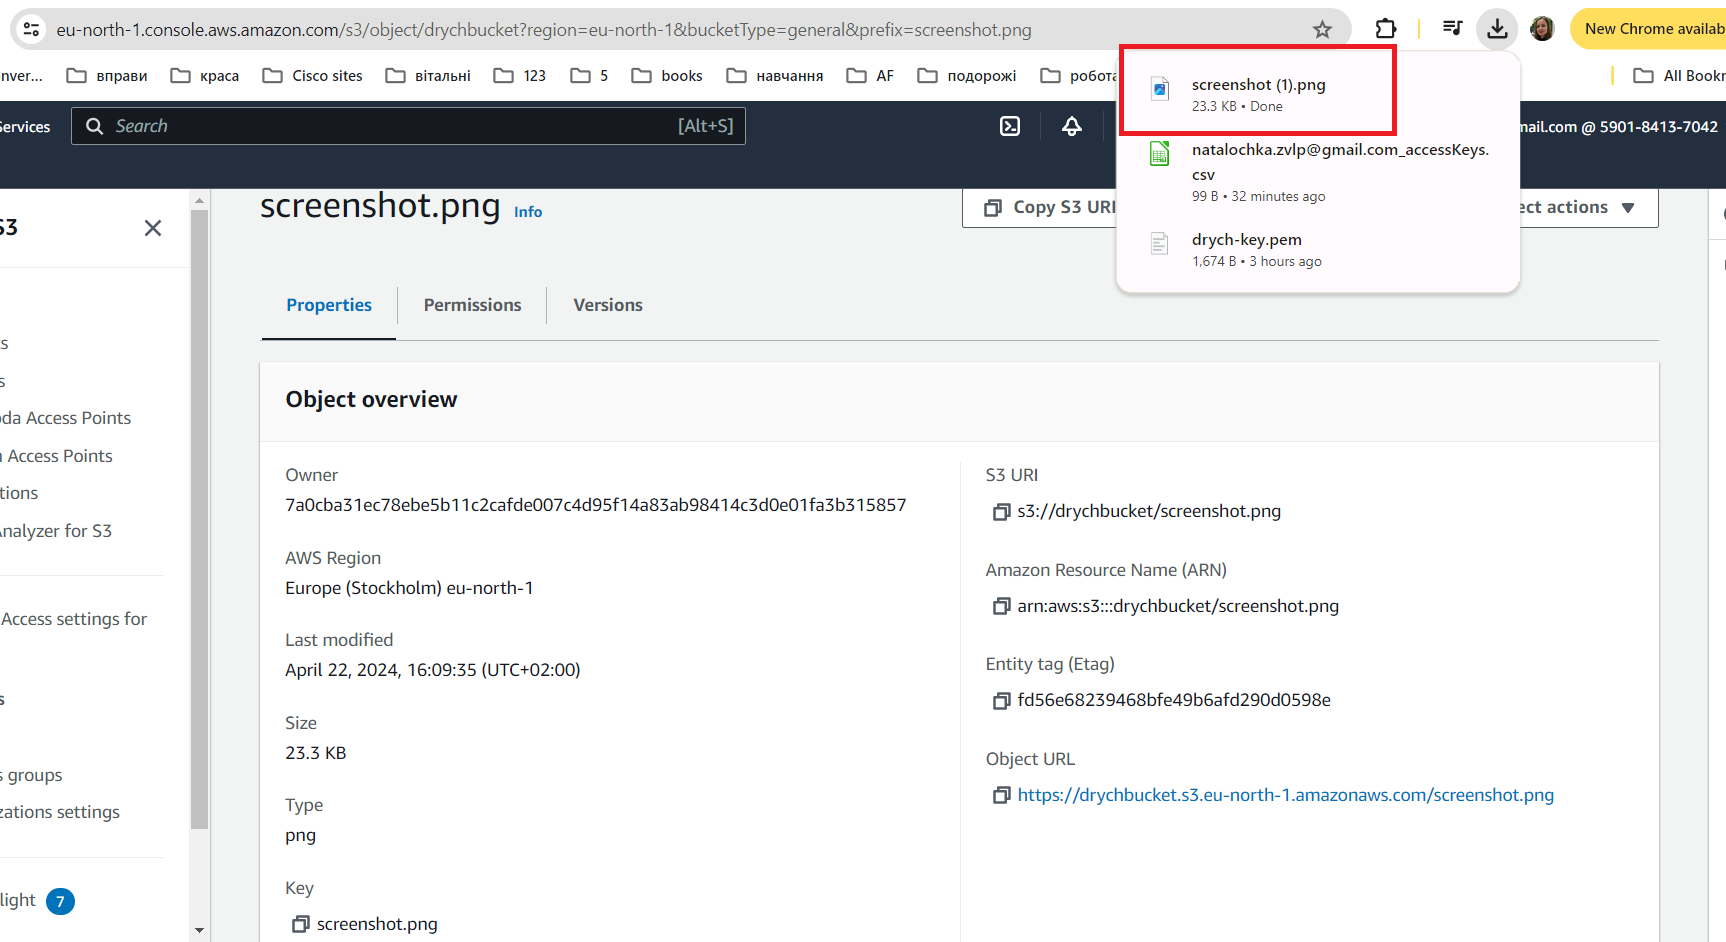 eu-north-1.console.aws.amazon.com/s3/object/drychbucket?region=eu-north-1&bucketType=general&prefix=screenshot.png
New Chrome availab
nver... вправи краса Cisco sites вітальні 123 5 books навчання AF подорожі робота All Bookr
screenshot (1).png
23.3 KB • Done
natalochka.zvlp@gmail.com_accessKeys.
csv
99 B • 32 minutes ago
drych-key.pem
1,674 B • 3 hours ago
Services Search [Alt+S] mail.com @ 5901-8413-7042
S3
screenshot.png Info Copy S3 URI ect actions
Properties Permissions Versions
s
s
da Access Points
n Access Points
tions
Analyzer for S3
Access settings for
s
s groups
zations settings
light 7
Object overview
Owner
7a0cba31ec78ebe5b11c2cafde007c4d95f14a83ab98414c3d0e01fa3b315857
AWS Region
Europe (Stockholm) eu-north-1
Last modified
April 22, 2024, 16:09:35 (UTC+02:00)
Size
23.3 KB
Type
png
Key
screenshot.png
S3 URI
s3://drychbucket/screenshot.png
Amazon Resource Name (ARN)
arn:aws:s3:::drychbucket/screenshot.png
Entity tag (Etag)
fd56e68239468bfe49b6afd290d0598e
Object URL
https://drychbucket.s3.eu-north-1.amazonaws.com/screenshot.png